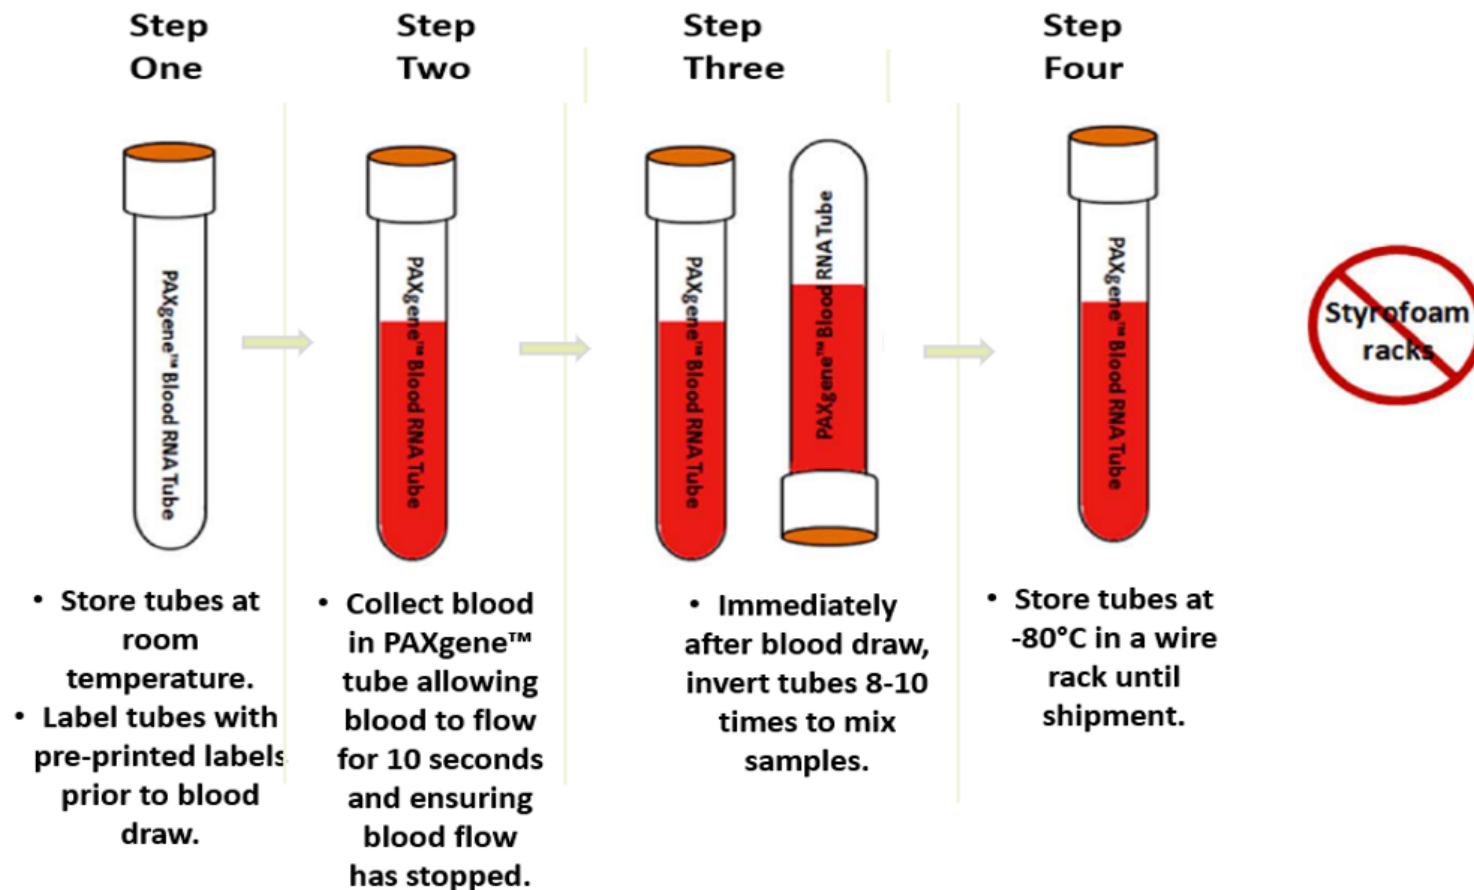 Step
One
Step
Two
Step
Three
Step
Four
PAXgene™ Blood RNA Tube
PAXgene™ Blood RNA Tube
PAXgene™ Blood RNA Tube
PAXgene™ Blood RNA Tube
PAXgene™ Blood RNA Tube
Styrofoam
racks
• Store tubes at
room
temperature.
• Label tubes with
pre-printed labels
prior to blood
draw.
• Collect blood
in PAXgene™
tube allowing
blood to flow
for 10 seconds
and ensuring
blood flow
has stopped.
• Immediately
after blood draw,
invert tubes 8-10
times to mix
samples.
• Store tubes at
-80°C in a wire
rack until
shipment.